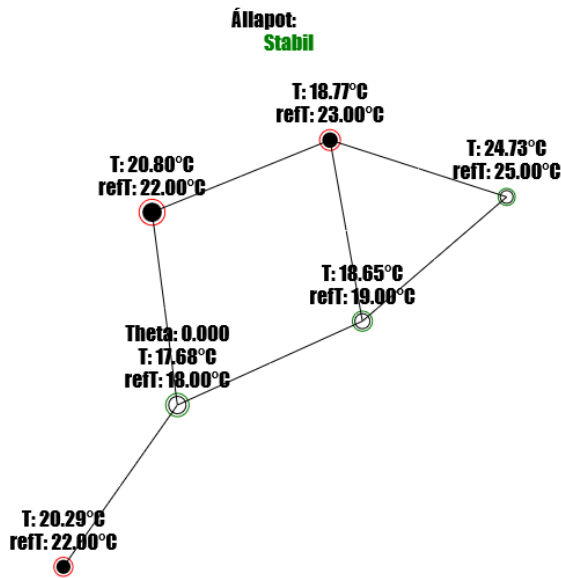 Állapot:
Stabil
T: 18.77°C
refT: 23.00°C
T: 24.73°C
refT: 25.00°C
T: 20.80°C
refT: 22.00°C
T: 18.65°C
refT: 19.00°C
Theta: 0.000
T: 17.68°C
refT: 18.00°C
T: 20.29°C
refT: 22.00°C